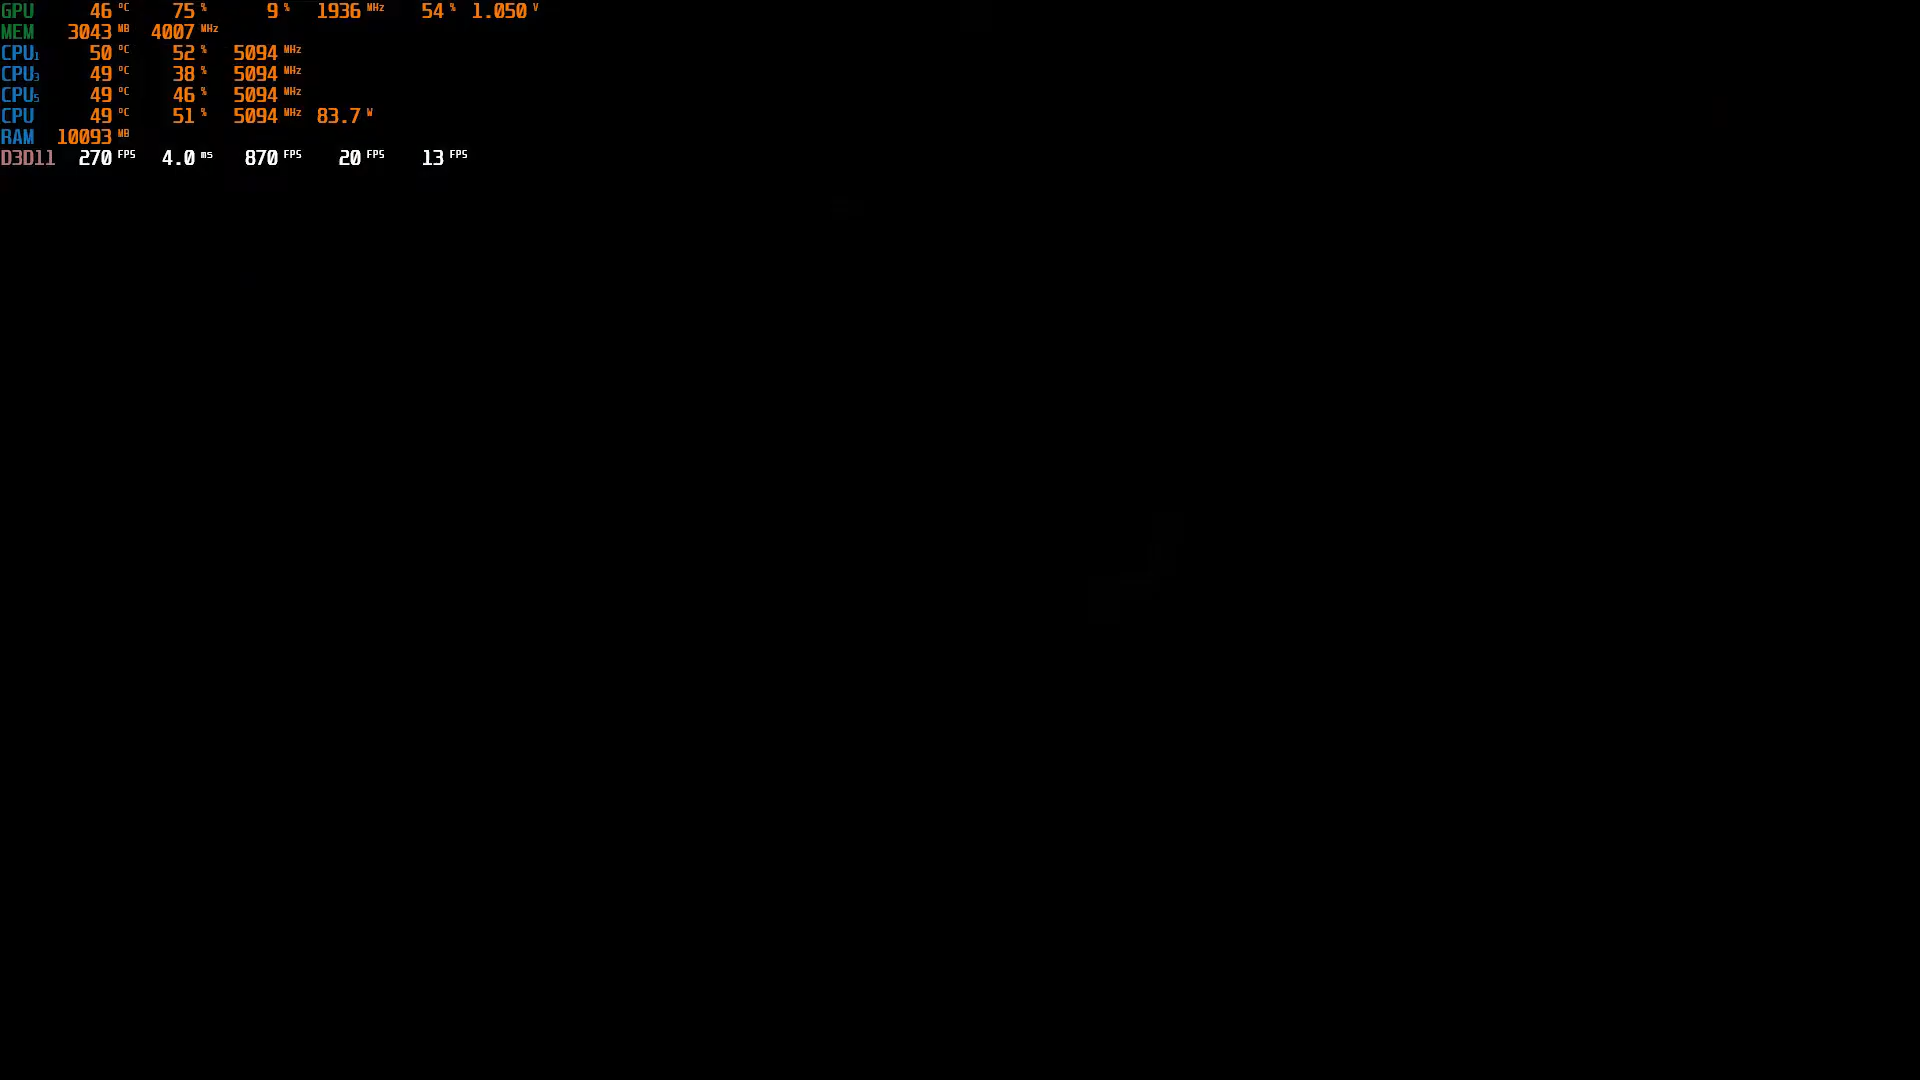 GPU 46 °C 75 % 9 % 1936 MHz 54 % 1.050 V
MEM 3043 MB 4007 MHz
CPU1 50 °C 52 % 5094 MHz
CPU3 49 °C 38 % 5094 MHz
CPU5 49 °C 46 % 5094 MHz
CPU 49 °C 51 % 5094 MHz 83.7 W
RAM 10093 MB
D3D11 270 FPS 4.0 ms 870 FPS 20 FPS 13 FPS